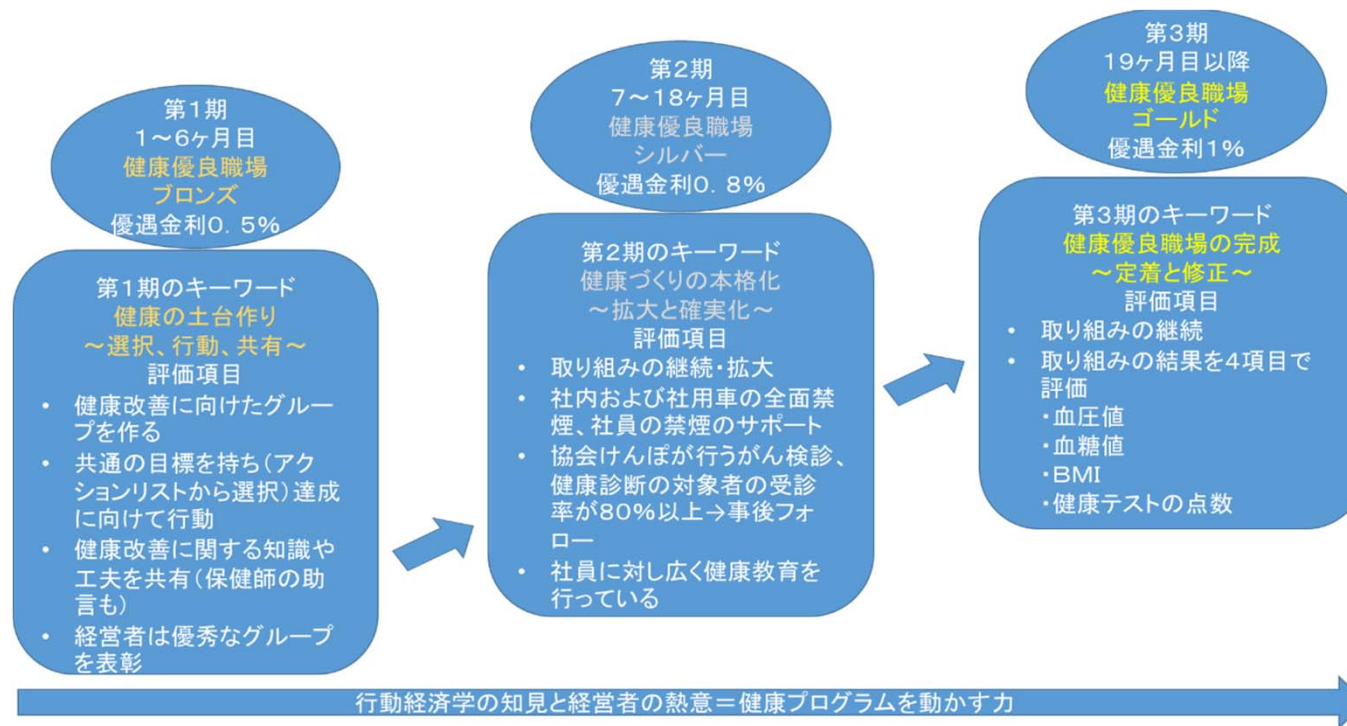 第1期
1～6ヶ月目
健康優良職場
ブロンズ
優遇金利0．5%
第1期のキーワード
健康の土台作り
～選択、行動、共有～
評価項目
• 健康改善に向けたグルー
プを作る
• 共通の目標を持ち（アク
ションリストから選択）達成
に向けて行動
• 健康改善に関する知識や
工夫を共有（保健師の助
言も）
• 経営者は優秀なグループ
を表彰
第2期
7～18ヶ月目
健康優良職場
シルバー
優遇金利0．8%
第2期のキーワード
健康づくりの本格化
～拡大と確実化～
評価項目
• 取り組みの継続・拡大
• 社内および社用車の全面禁
煙、社員の禁煙のサポート
• 協会けんぽが行うがん検診、
健康診断の対象者の受診
率が80%以上→事後フォ
ロー
• 社員に対し広く健康教育を
行っている
第3期
19ヶ月目以降
健康優良職場
ゴールド
優遇金利1%
第3期のキーワード
健康優良職場の完成
～定着と修正～
評価項目
• 取り組みの継続
• 取り組みの結果を4項目で
評価
・血圧値
・血糖値
・BMI
・健康テストの点数
行動経済学の知見と経営者の熱意＝健康プログラムを動かす力